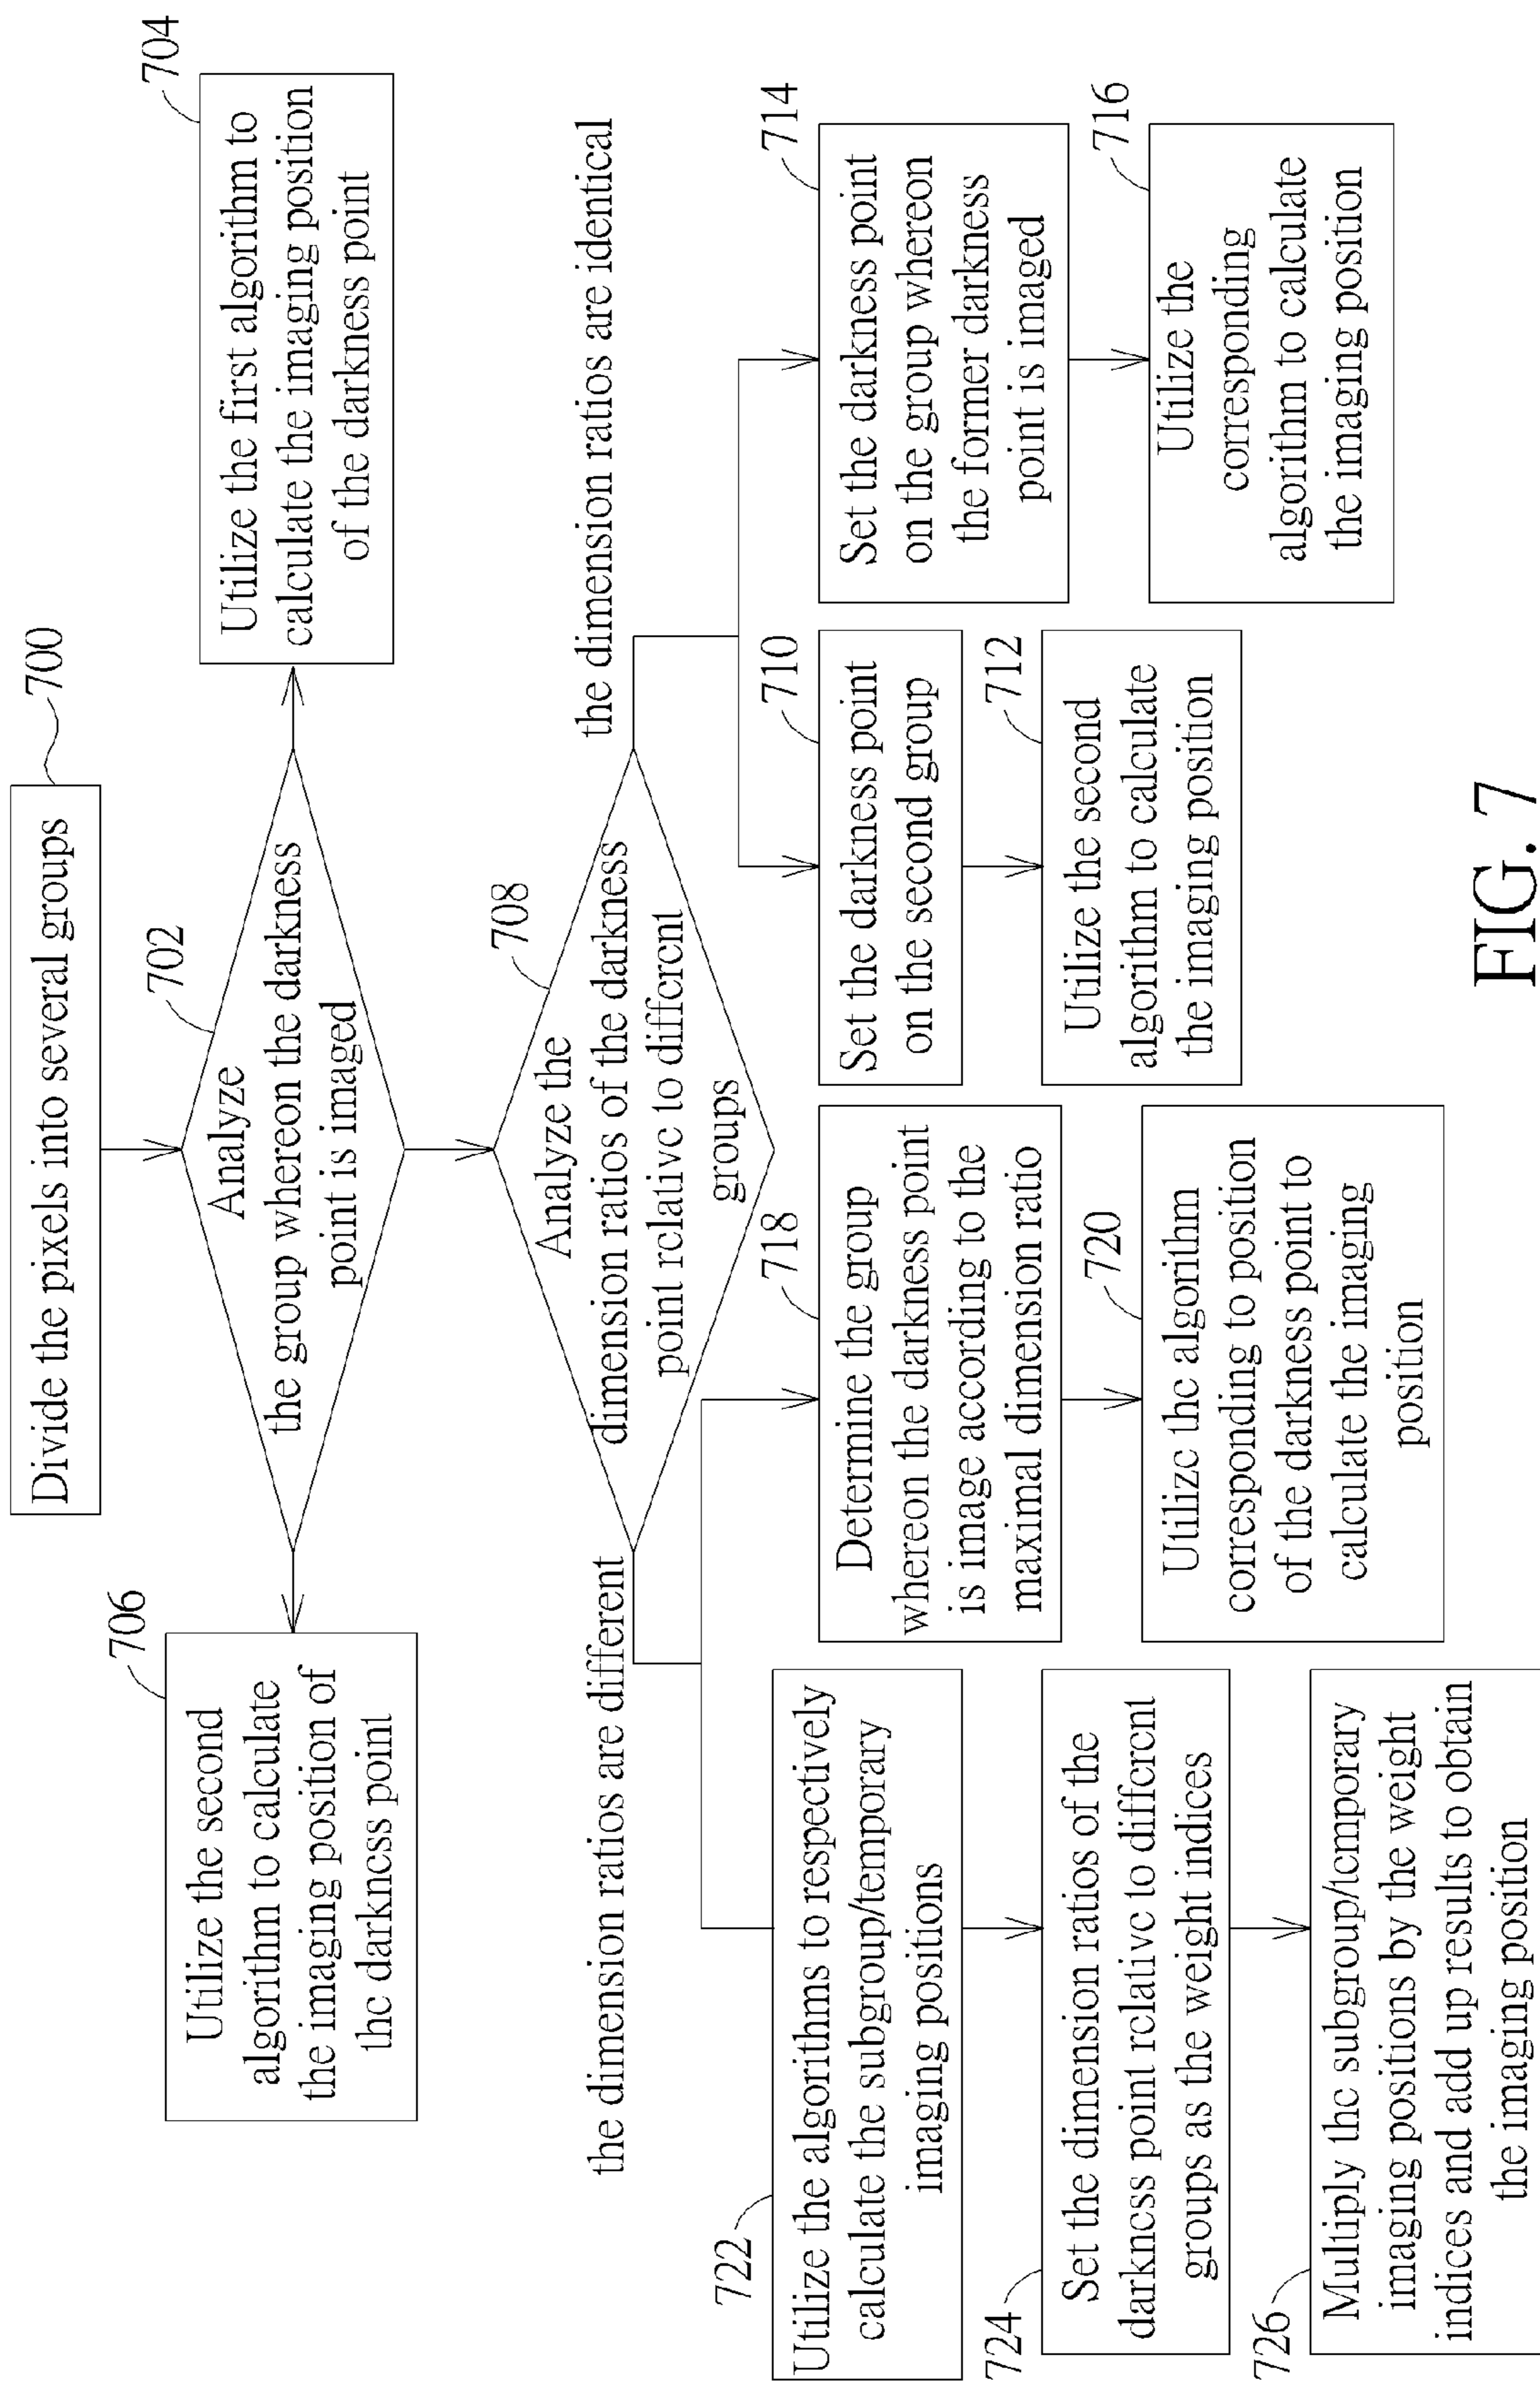 Divide the pixels into several groups
700
702
Analyze
the group whereon the darkness
point is imaged
704
Utilize the first algorithm to
calculate the imaging position
of the darkness point
706
Utilize the second
algorithm to calculate
the imaging position of
the darkness point
708
Analyze the
dimension ratios of the darkness
point relative to different
groups
the dimension ratios are different
the dimension ratios are identical
722
Utilize the algorithms to respectively
calculate the subgroup/temporary
imaging positions
724
Set the dimension ratios of the
darkness point relative to different
groups as the weight indices
726
Multiply the subgroup/temporary
imaging positions by the weight
indices and add up results to obtain
the imaging position
718
Determine the group
whereon the darkness point
is image according to the
maximal dimension ratio
720
Utilize the algorithm
corresponding to position
of the darkness point to
calculate the imaging
position
710
Set the darkness point
on the second group
712
Utilize the second
algorithm to calculate
the imaging position
714
Set the darkness point
on the group whereon
the former darkness
point is imaged
716
Utilize the
corresponding
algorithm to calculate
the imaging position
FIG. 7